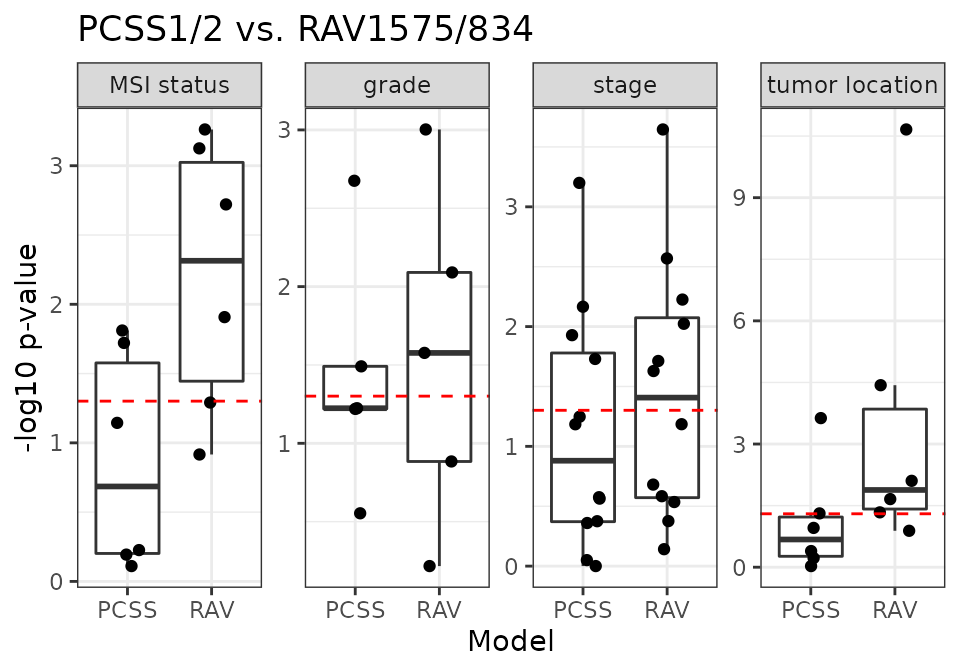 PCSS1/2 vs. RAV1575/834
MSI status
grade
stage
tumor location
-log10 p-value
3
2
1
0
3
2
1
3
2
1
0
9
6
3
0
PCSS RAV
PCSS RAV
PCSS RAV
PCSS RAV
Model